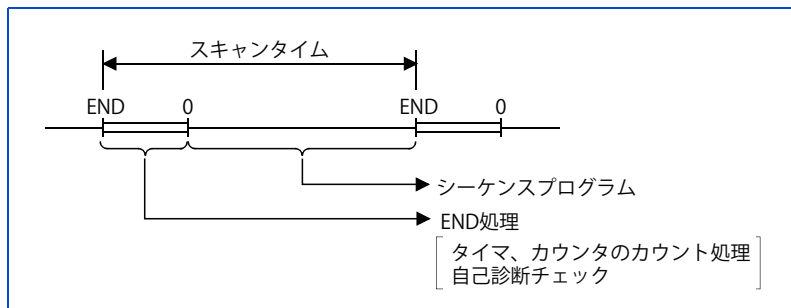 スキャンタイム
END 0 END 0
シーケンスプログラム
END処理
タイマ、カウンタのカウント処理
自己診断チェック